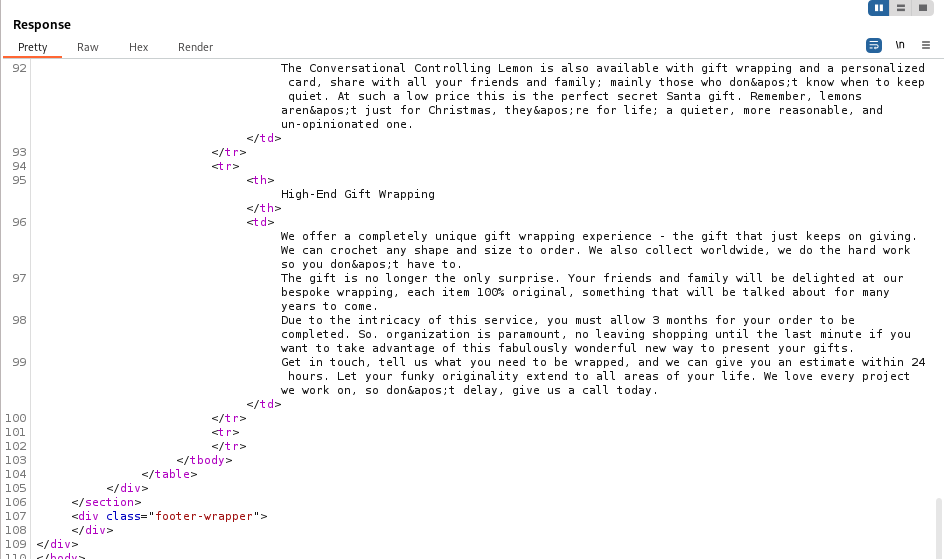 Response
Pretty Raw Hex Render \n
92 The Conversational Controlling Lemon is also available with gift wrapping and a personalized
card, share with all your friends and family; mainly those who don&apos;t know when to keep
quiet. At such a low price this is the perfect secret Santa gift. Remember, lemons
aren&apos;t just for Christmas, they&apos;re for life; a quieter, more reasonable, and
un-opinionated one.
</td>
93 </tr>
94 <tr>
95 <th>
High-End Gift Wrapping
</th>
96 <td>
We offer a completely unique gift wrapping experience - the gift that just keeps on giving.
We can crochet any shape and size to order. We also collect worldwide, we do the hard work
so you don&apos;t have to.
97 The gift is no longer the only surprise. Your friends and family will be delighted at our
bespoke wrapping, each item 100% original, something that will be talked about for many
years to come.
98 Due to the intricacy of this service, you must allow 3 months for your order to be
completed. So. organization is paramount, no leaving shopping until the last minute if you
want to take advantage of this fabulously wonderful new way to present your gifts.
99 Get in touch, tell us what you need to be wrapped, and we can give you an estimate within 24
hours. Let your funky originality extend to all areas of your life. We love every project
we work on, so don&apos;t delay, give us a call today.
</td>
100 </tr>
101 <tr>
102 </tr>
103 </tbody>
104 </table>
105 </div>
106 </section>
107 <div class="footer-wrapper">
108 </div>
109 </div>
110 </body>